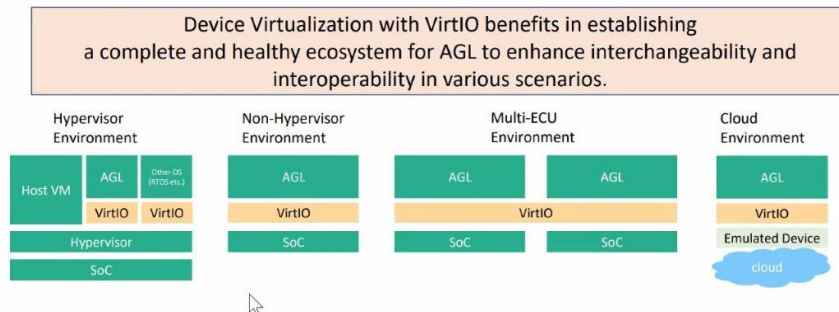 Device Virtualization with VirtIO benefits in establishing
a complete and healthy ecosystem for AGL to enhance interchangeability and
interoperability in various scenarios.
Hypervisor
Environment
Host VM
AGL
Other OS
(RTOS etc.)
VirtIO
VirtIO
Hypervisor
SoC
Non-Hypervisor
Environment
AGL
VirtIO
SoC
Multi-ECU
Environment
AGL
AGL
VirtIO
SoC
SoC
Cloud
Environment
AGL
VirtIO
Emulated Device
cloud